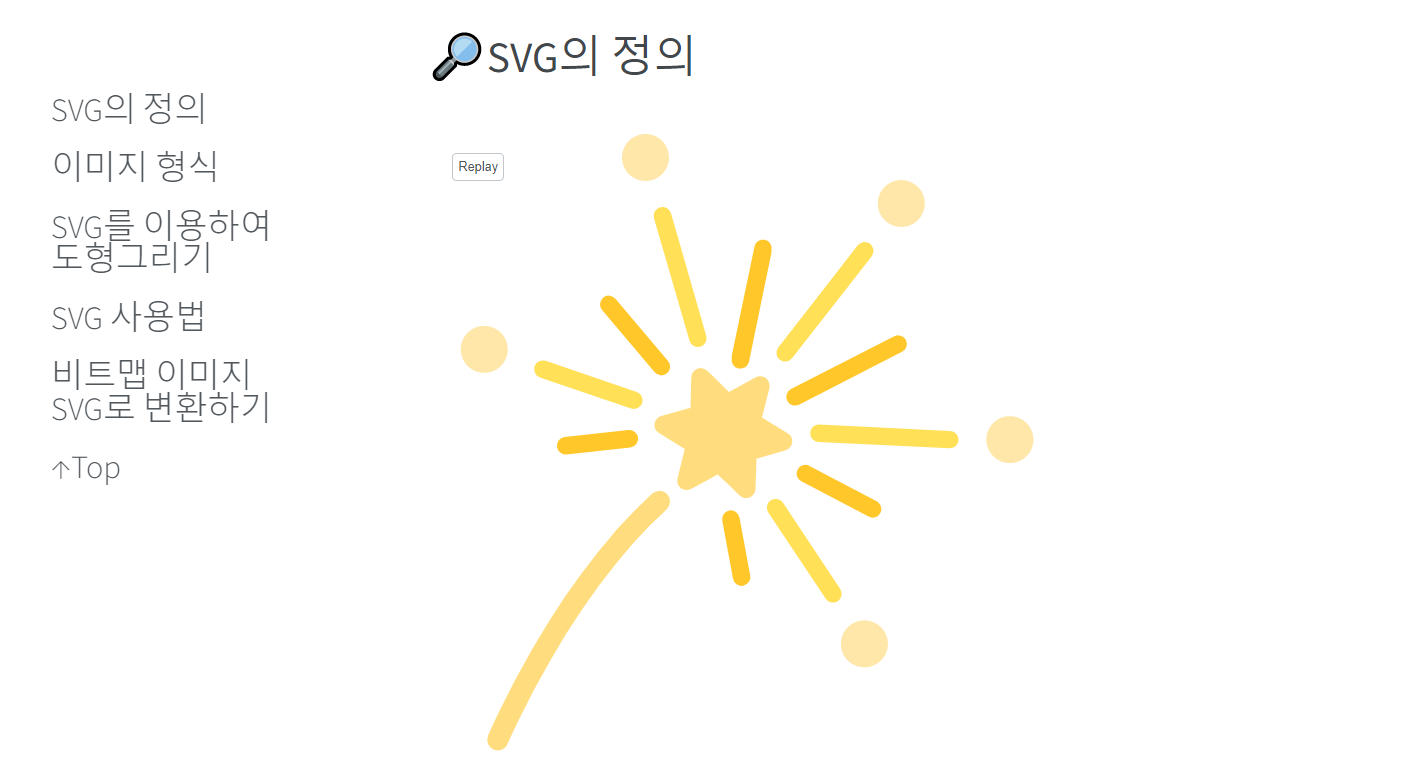 🔎SVG의 정의
SVG의 정의
이미지 형식
SVG를 이용하여
도형그리기
SVG 사용법
비트맵 이미지
SVG로 변환하기
↑Top
Replay